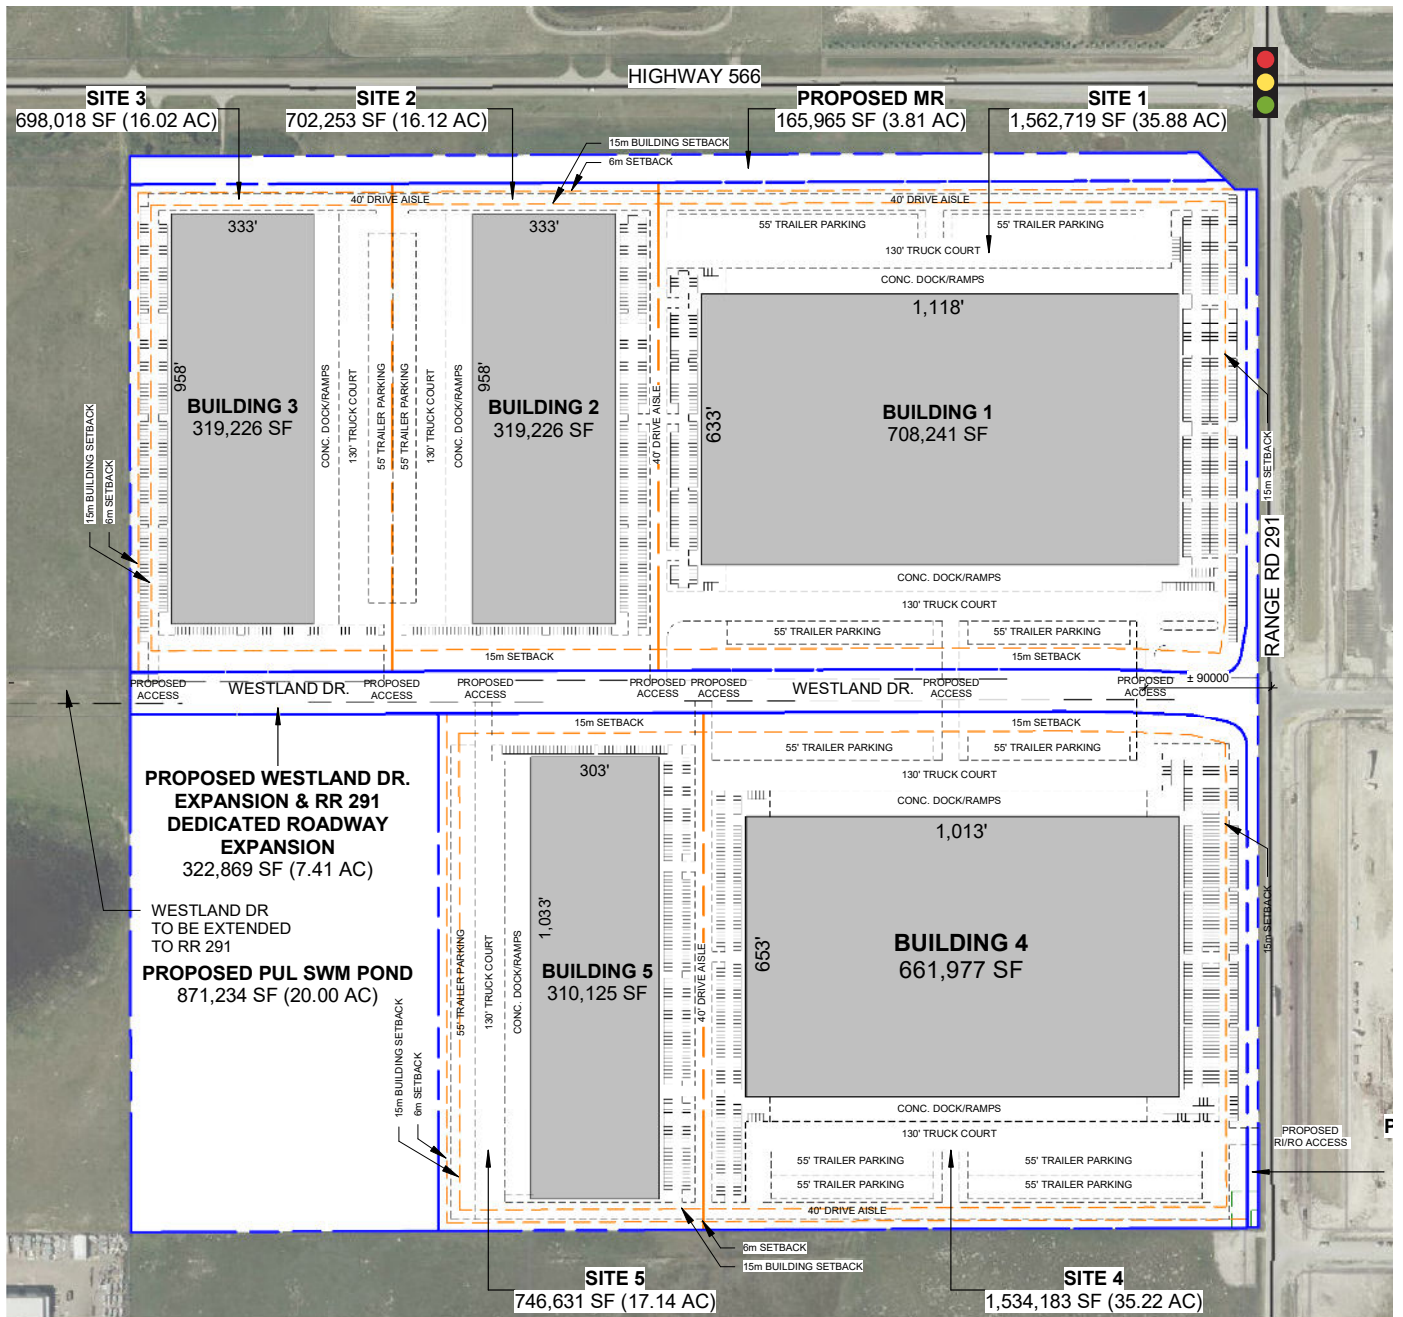 HIGHWAY 566
SITE 3
698,018 SF (16.02 AC)
SITE 2
702,253 SF (16.12 AC)
PROPOSED MR
165,965 SF (3.81 AC)
SITE 1
1,562,719 SF (35.88 AC)
15m BUILDING SETBACK
6m SETBACK
40' DRIVE AISLE
40' DRIVE AISLE
333'
333'
55' TRAILER PARKING
55' TRAILER PARKING
130' TRUCK COURT
CONC. DOCK/RAMPS
1,118'
958'
BUILDING 3
319,226 SF
CONC. DOCK/RAMPS
130' TRUCK COURT
55' TRAILER PARKING
55' TRAILER PARKING
130' TRUCK COURT
CONC. DOCK/RAMPS
958'
BUILDING 2
319,226 SF
40' DRIVE AISLE
633'
BUILDING 1
708,241 SF
15m SETBACK
RANGE RD 291
15m BUILDING SETBACK
6m SETBACK
CONC. DOCK/RAMPS
130' TRUCK COURT
55' TRAILER PARKING
55' TRAILER PARKING
15m SETBACK
15m SETBACK
PROPOSED
ACCESS
WESTLAND DR.
PROPOSED
ACCESS
PROPOSED
ACCESS
PROPOSED
ACCESS
PROPOSED
ACCESS
WESTLAND DR.
PROPOSED
ACCESS
PROPOSED
ACCESS
± 90000
15m SETBACK
15m SETBACK
55' TRAILER PARKING
55' TRAILER PARKING
130' TRUCK COURT
CONC. DOCK/RAMPS
303'
1,013'
PROPOSED WESTLAND DR.
EXPANSION & RR 291
DEDICATED ROADWAY
EXPANSION
322,869 SF (7.41 AC)
WESTLAND DR
TO BE EXTENDED
TO RR 291
PROPOSED PUL SWM POND
871,234 SF (20.00 AC)
15m BUILDING SETBACK
6m SETBACK
55' TRAILER PARKING
130' TRUCK COURT
CONC. DOCK/RAMPS
1,033'
BUILDING 5
310,125 SF
40' DRIVE AISLE
653'
BUILDING 4
661,977 SF
15m SETBACK
CONC. DOCK/RAMPS
130' TRUCK COURT
55' TRAILER PARKING
55' TRAILER PARKING
55' TRAILER PARKING
55' TRAILER PARKING
40' DRIVE AISLE
PROPOSED
RI/RO ACCESS
P
6m SETBACK
15m BUILDING SETBACK
SITE 5
746,631 SF (17.14 AC)
SITE 4
1,534,183 SF (35.22 AC)